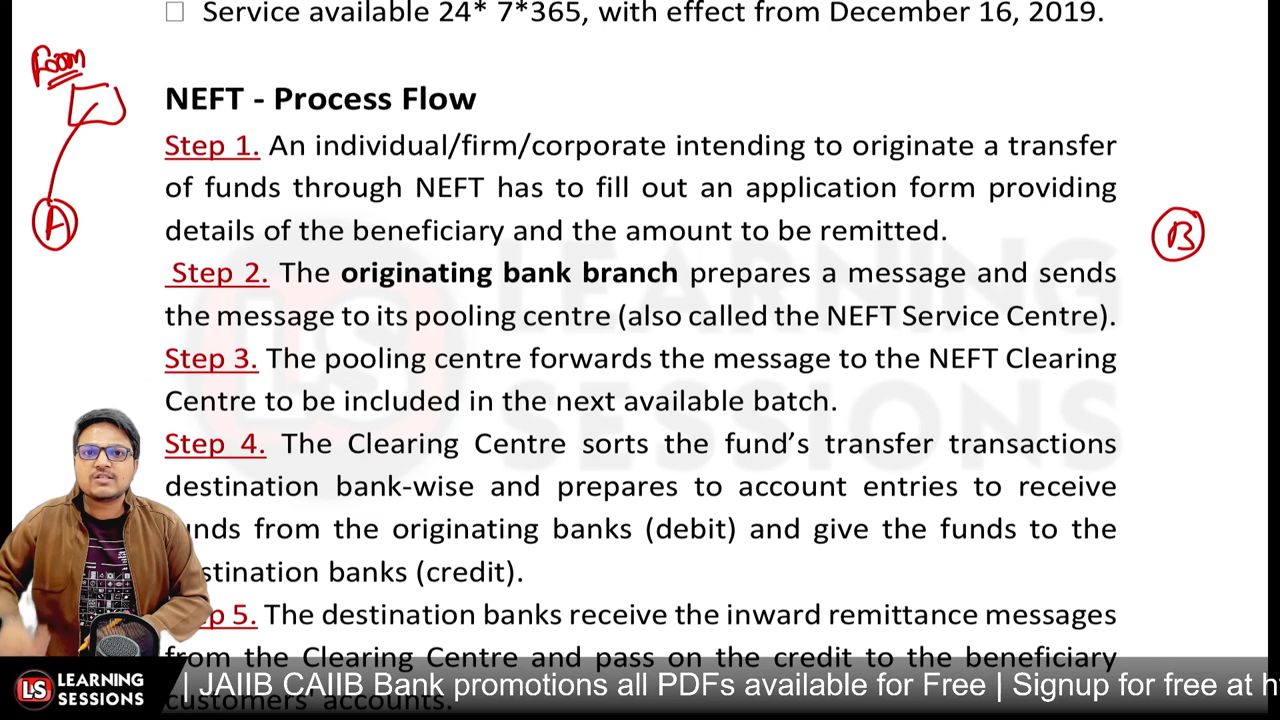 □ Service available 24* 7*365, with effect from December 16, 2019.
Form
NEFT - Process Flow
Step 1. An individual/firm/corporate intending to originate a transfer
of funds through NEFT has to fill out an application form providing
A
B
details of the beneficiary and the amount to be remitted.
Step 2. The originating bank branch prepares a message and sends
the message to its pooling centre (also called the NEFT Service Centre).
Step 3. The pooling centre forwards the message to the NEFT Clearing
Centre to be included in the next available batch.
Step 4. The Clearing Centre sorts the fund’s transfer transactions
destination bank-wise and prepares to account entries to receive
unds from the originating banks (debit) and give the funds to the
stination banks (credit).
p 5. The destination banks receive the inward remittance messages
from the Clearing Centre and pass on the credit to the beneficiary
customers’ accounts.
LS LEARNING SESSIONS
LS LEARNING
SESSIONS
| JAIIB CAIIB Bank promotions all PDFs available for Free | Signup for free at h